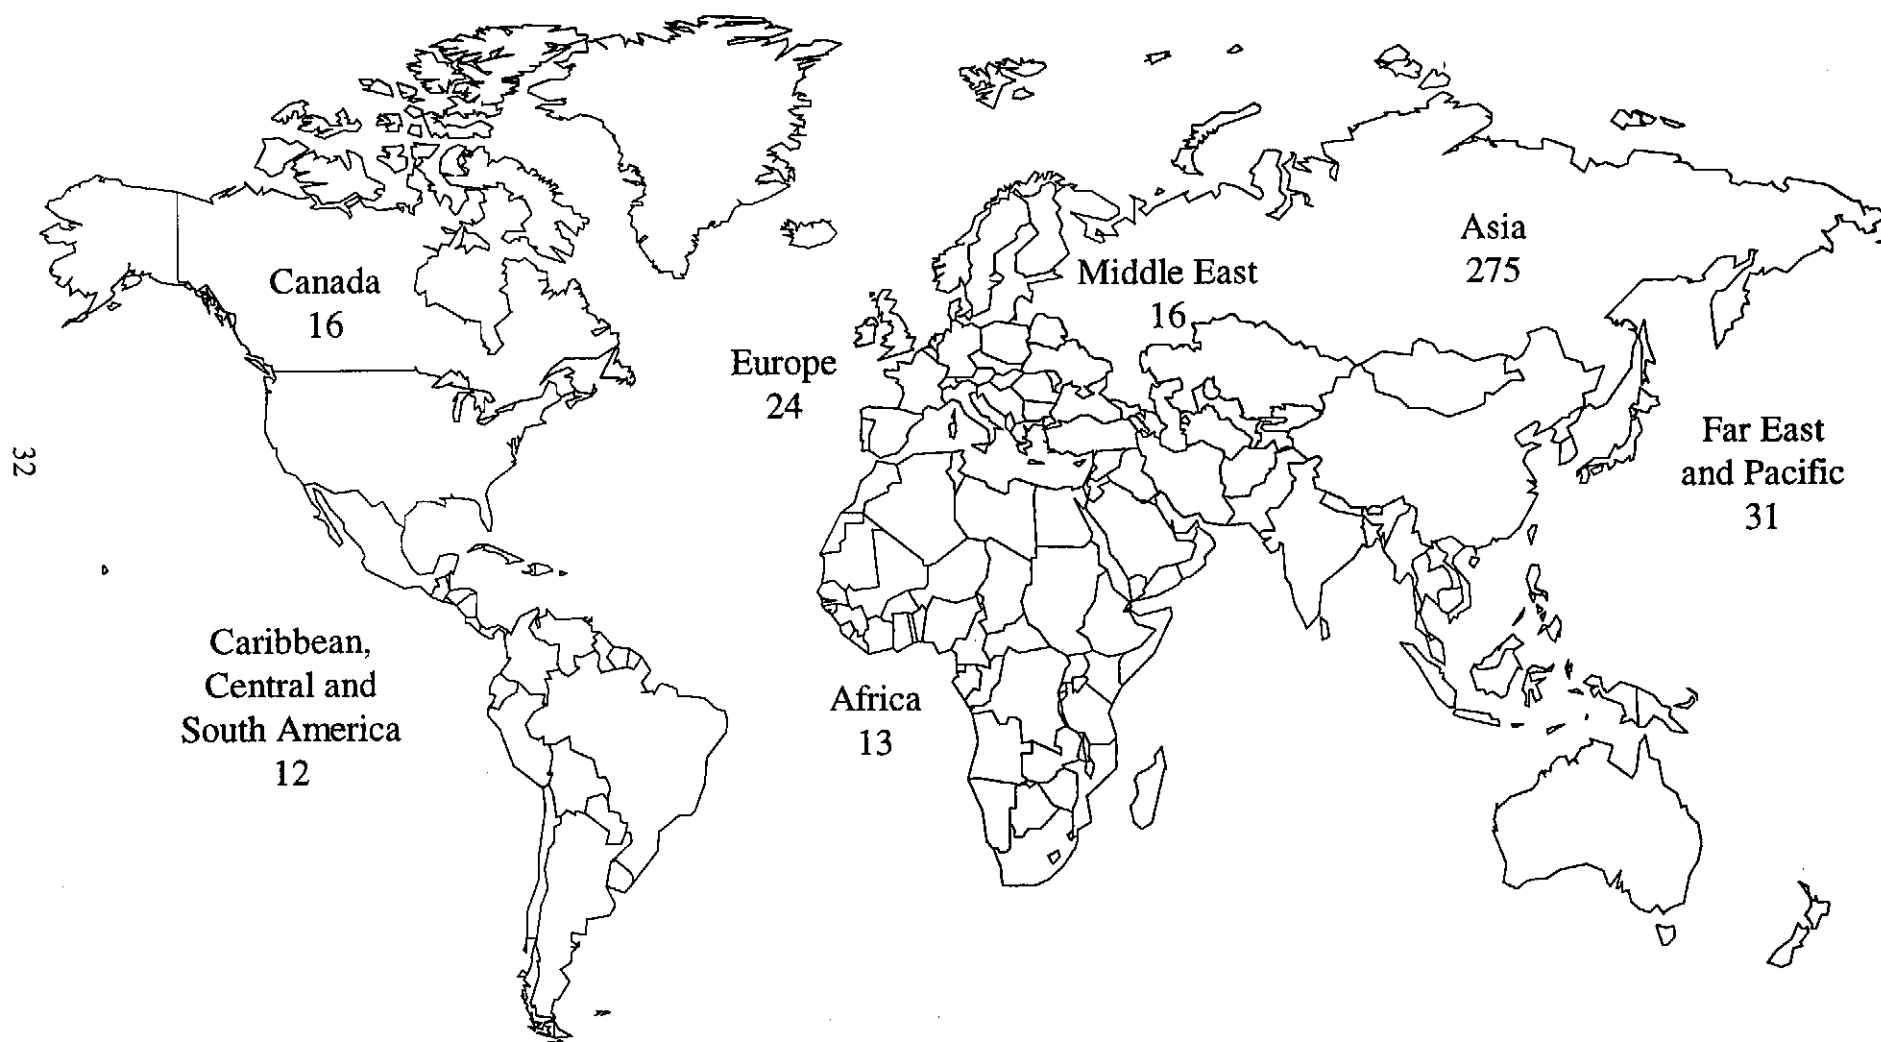 Asia
275
Canada
16
Middle East
16
Europe
24
Far East
and Pacific
31
32
Caribbean,
Central and
South America
12
Africa
13